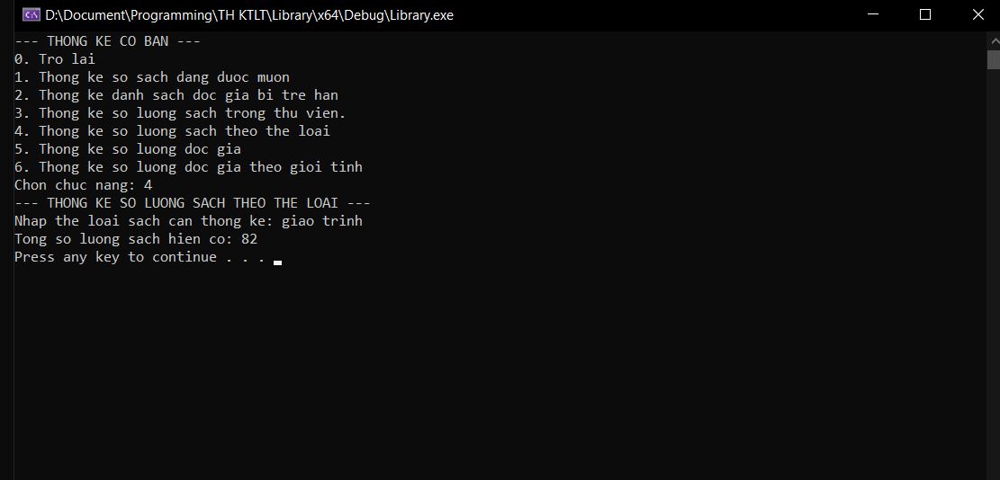 D:\Document\Programming\TH KTLT\Library\x64\Debug\Library.exe
--- THONG KE CO BAN ---
0. Tro lai
1. Thong ke so sach dang duoc muon
2. Thong ke danh sach doc gia bi tre han
3. Thong ke so luong sach trong thu vien.
4. Thong ke so luong sach theo the loai
5. Thong ke so luong doc gia
6. Thong ke so luong doc gia theo gioi tinh
Chon chuc nang: 4
--- THONG KE SO LUONG SACH THEO THE LOAI ---
Nhap the loai sach can thong ke: giao trinh
Tong so luong sach hien co: 82
Press any key to continue . . .